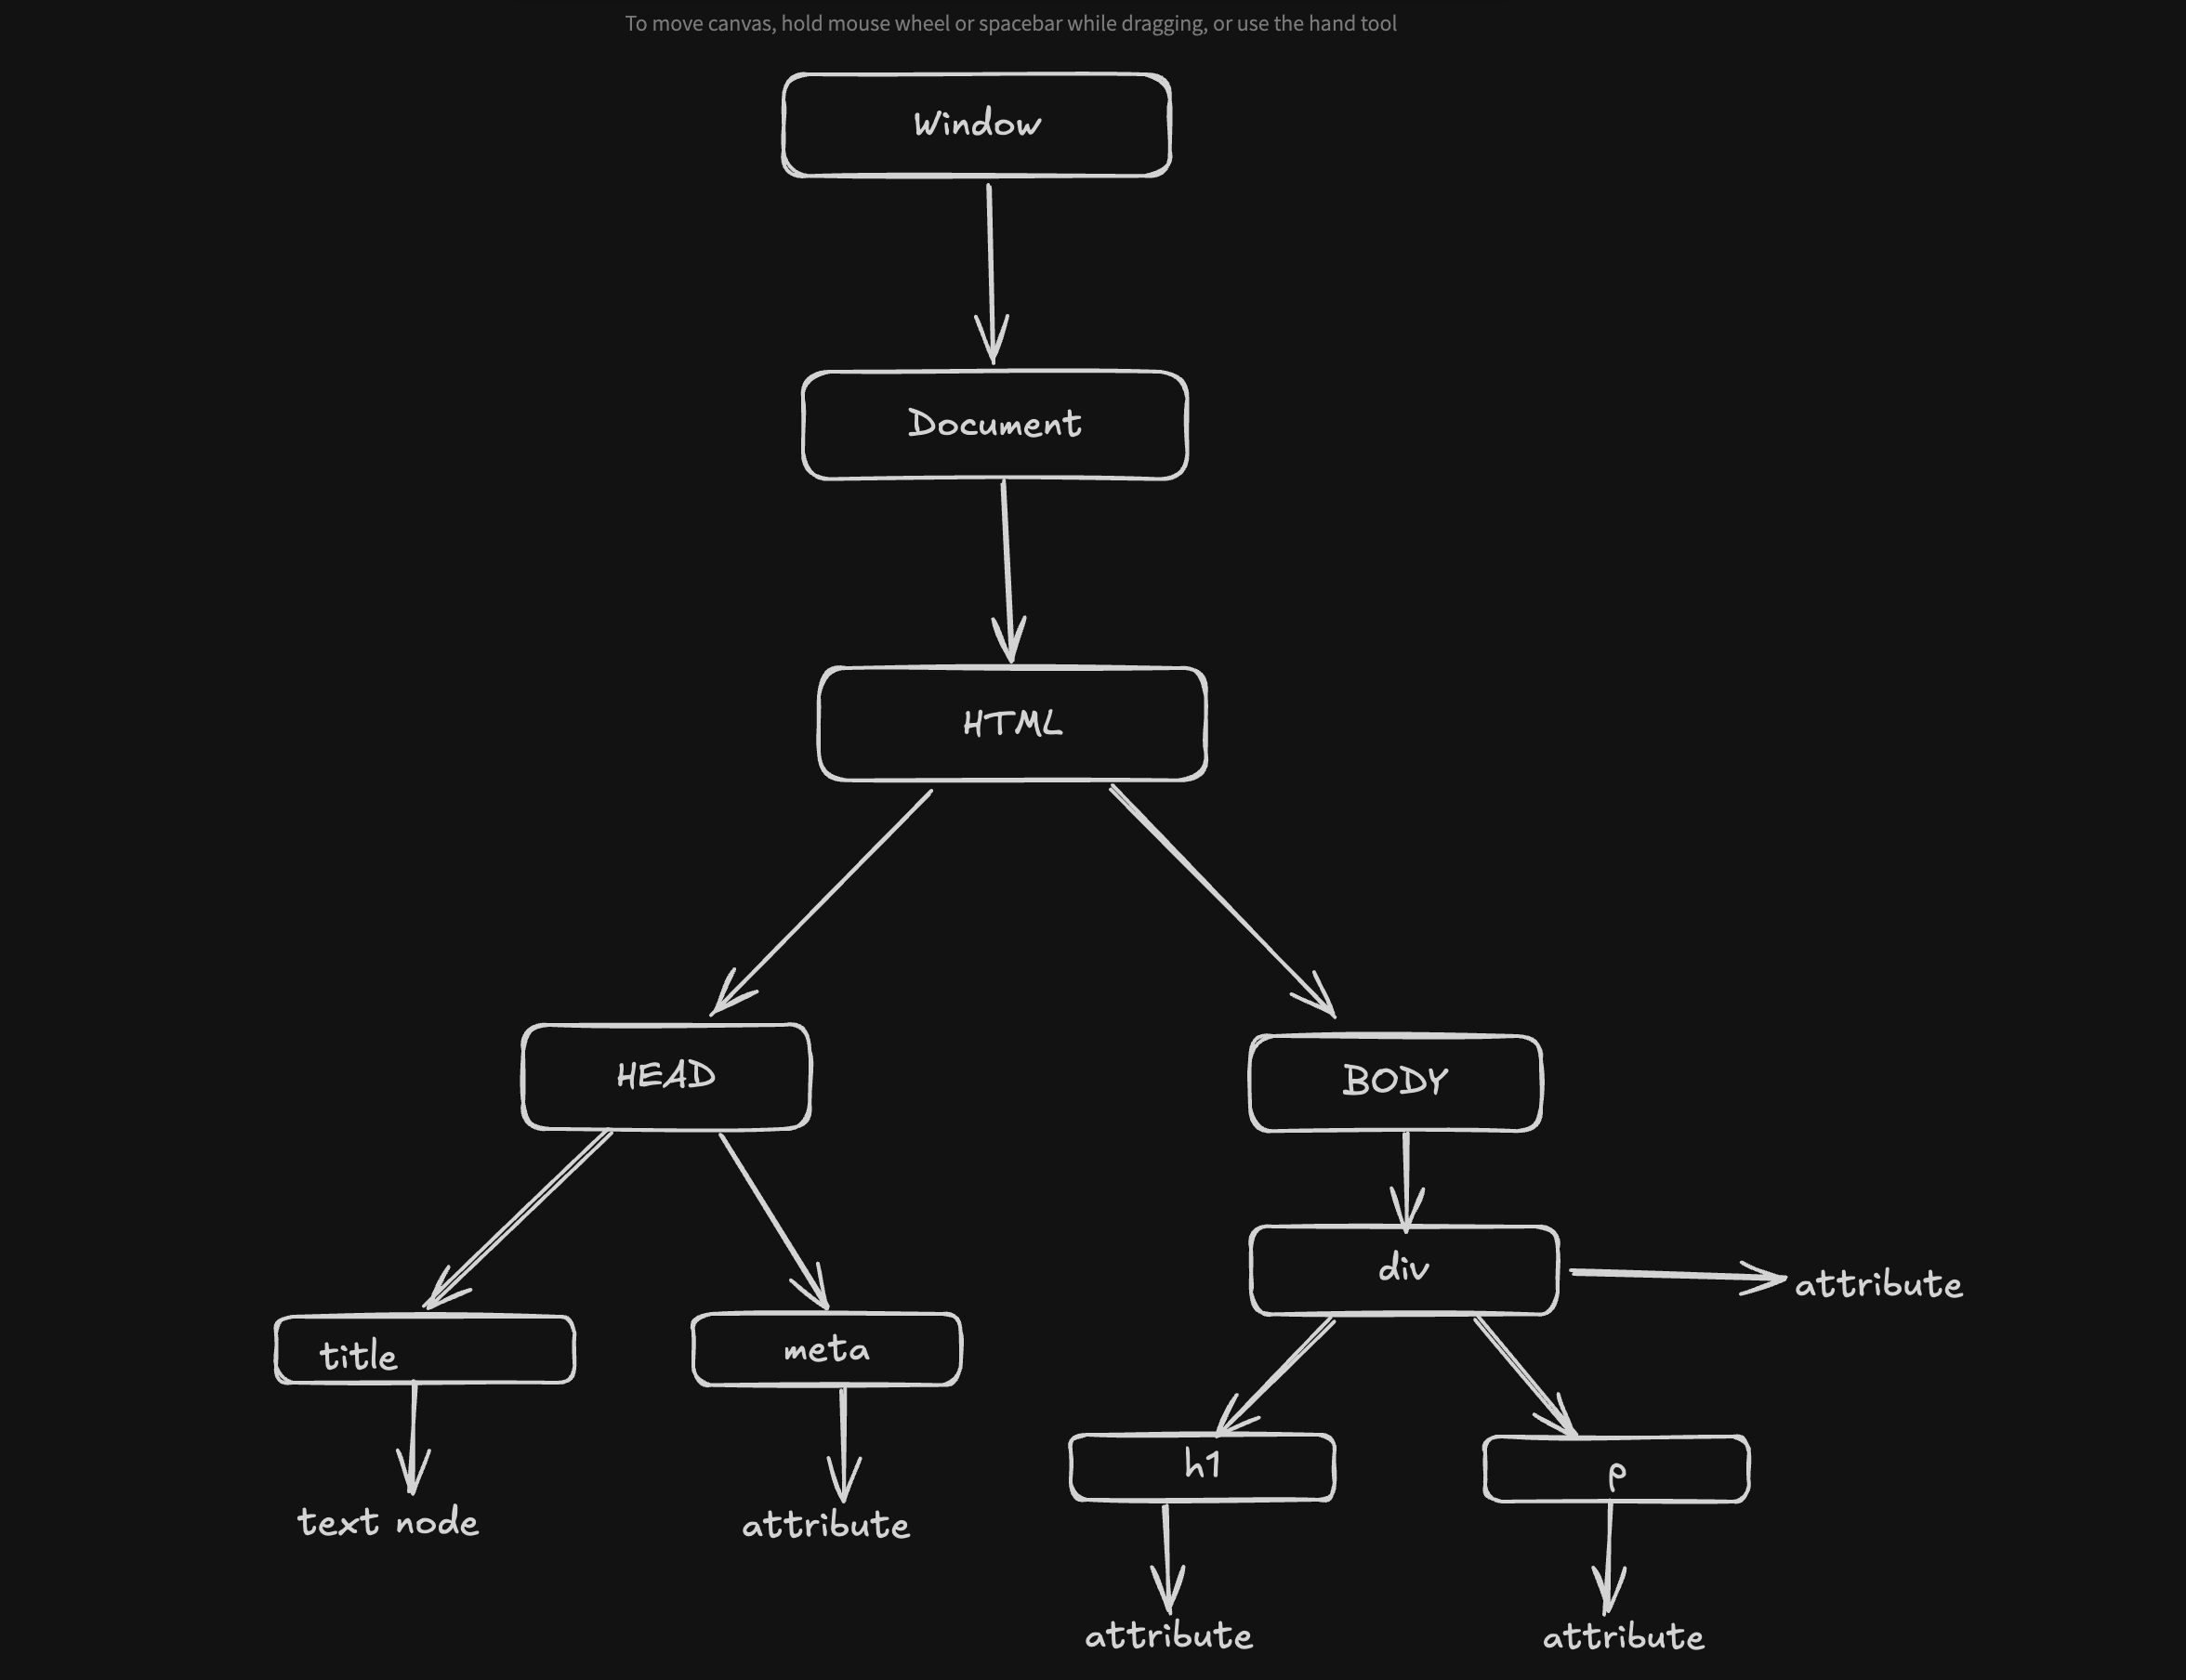 To move canvas, hold mouse wheel or spacebar while dragging, or use the hand tool
Window
Document
HTML
HEAD
BODY
div
attribute
title
meta
h1
p
text node
attribute
attribute
attribute